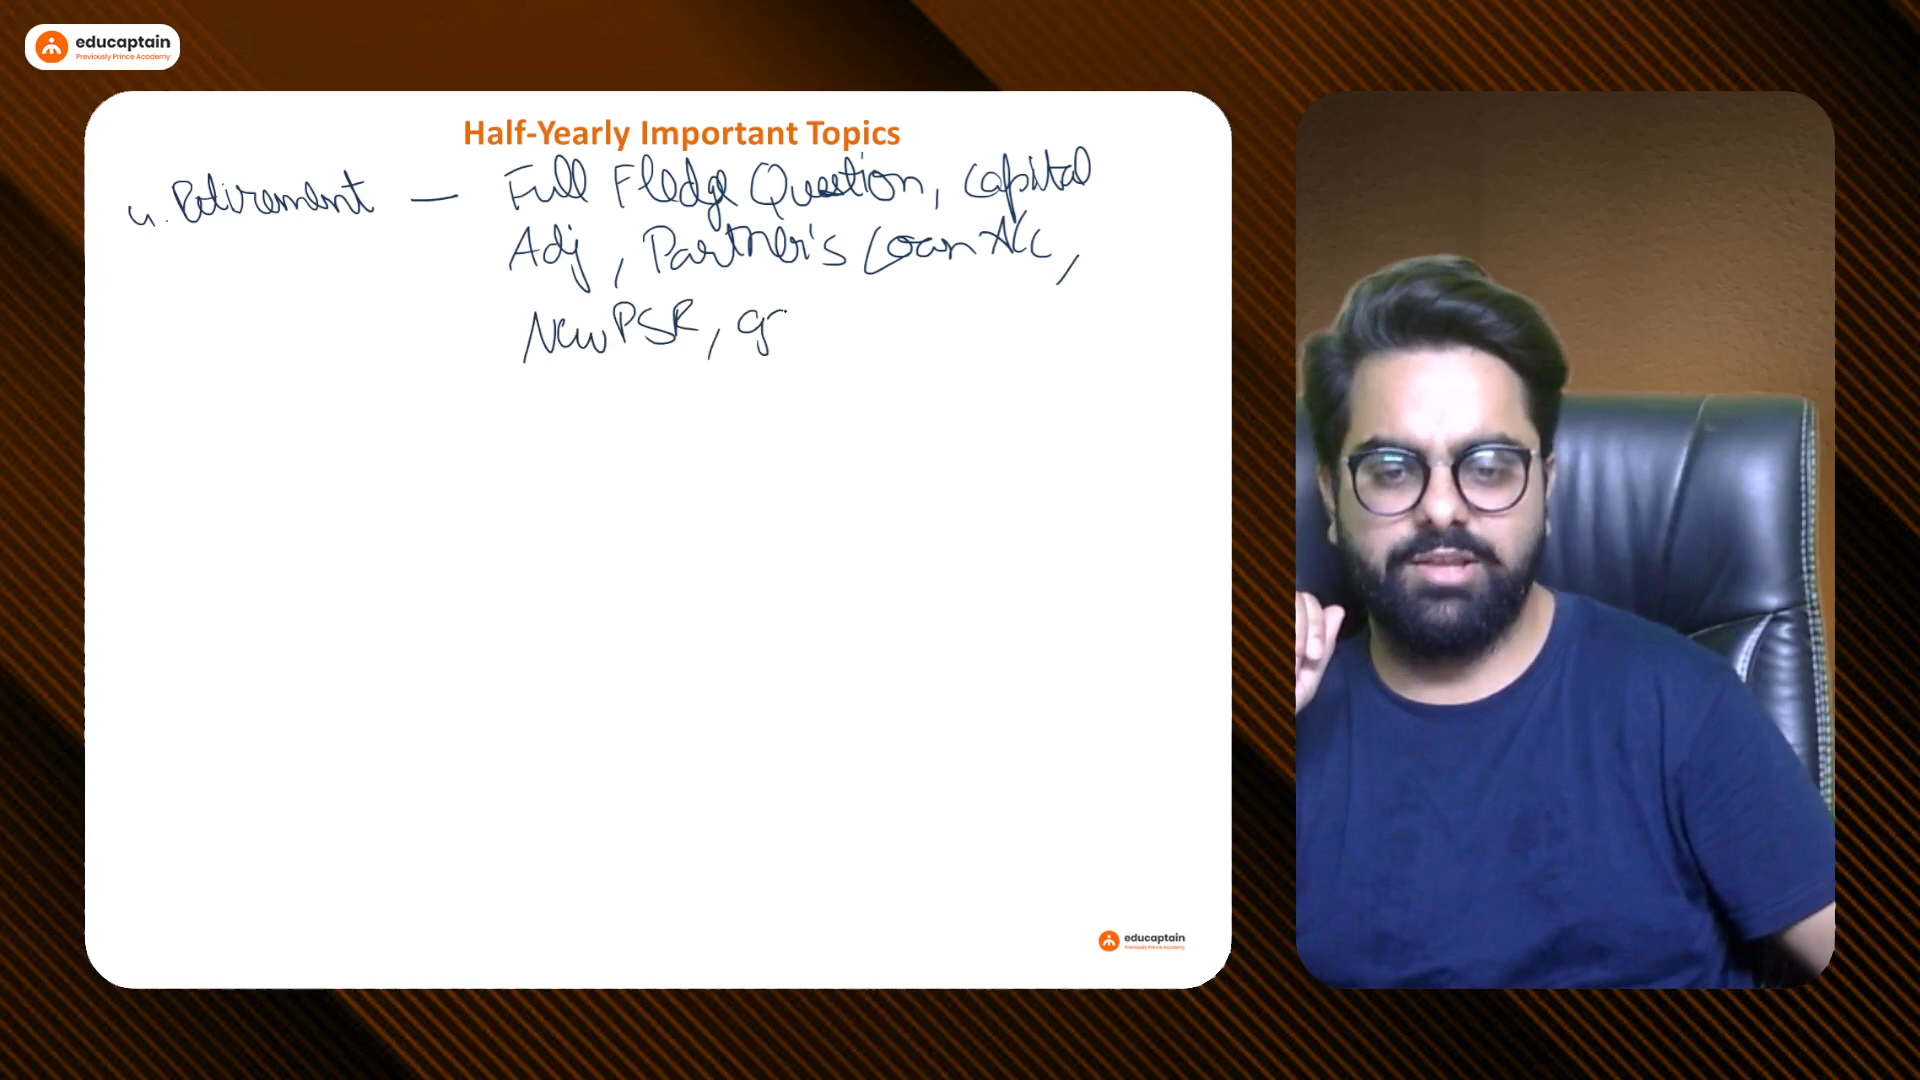 educaptain
Previously Prince Academy
Half-Yearly Important Topics
4. Retirement — Full Fledge Question, Capital
Adj, Partner's Loan A/c,
New PSR, g
educaptain
Previously Prince Academy